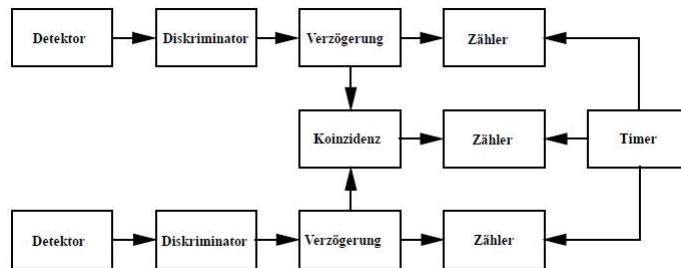 Detektor
Diskriminator
Verzögerung
Zähler
Koinzidenz
Zähler
Timer
Detektor
Diskriminator
Verzögerung
Zähler